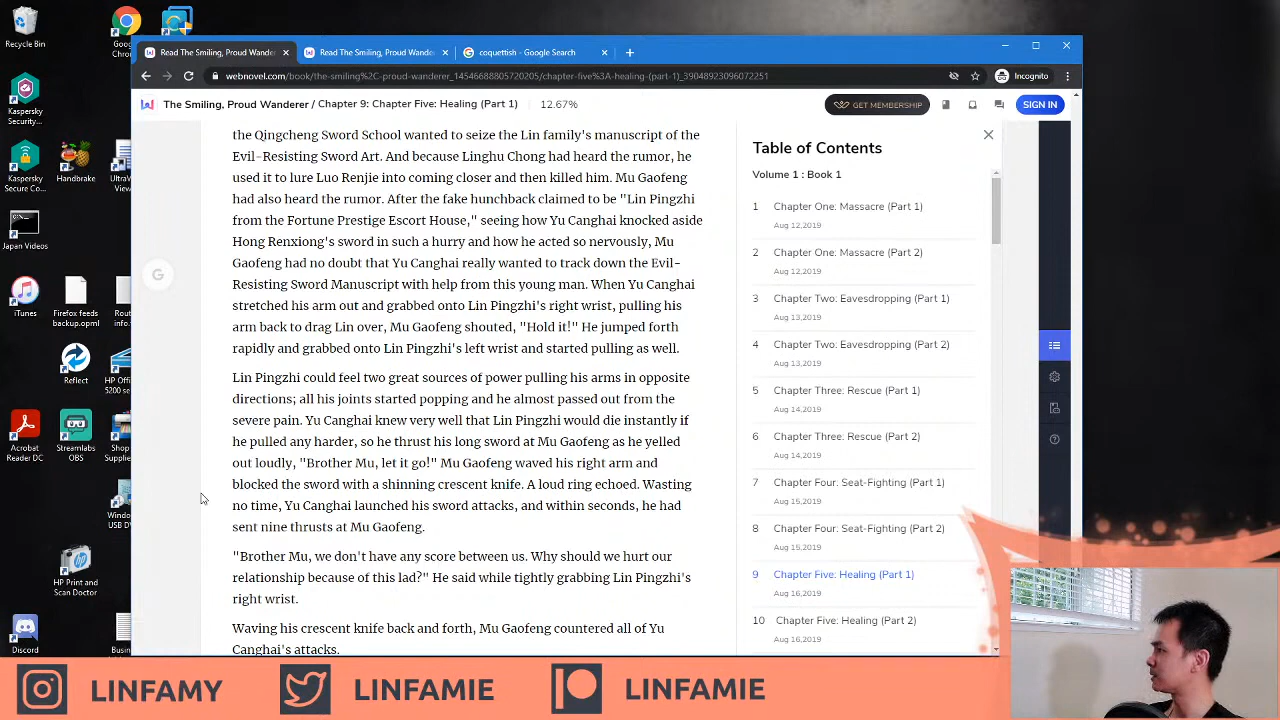 Read The Smiling, Proud Wander
Read The Smiling, Proud Wander
coquettish - Google Search
webnovel.com/book/the-smiling%2C-proud-wanderer_14546688805720205/chapter-five%3A-healing-(part-1)_39048923096072251
Incognito
The Smiling, Proud Wanderer / Chapter 9: Chapter Five: Healing (Part 1)
12.67%
GET MEMBERSHIP
SIGN IN
the Qingcheng Sword School wanted to seize the Lin family's manuscript of the
Evil-Resisting Sword Art. And because Linghu Chong had heard the rumor, he
used it to lure Luo Renjie into coming closer and then killed him. Mu Gaofeng
had also heard the rumor. After the fake hunchback claimed to be "Lin Pingzhi
from the Fortune Prestige Escort House," seeing how Yu Canghai knocked aside
Hong Renxiong's sword in such a hurry and how he acted so nervously, Mu
Gaofeng had no doubt that Yu Canghai really wanted to track down the Evil-
Resisting Sword Manuscript with help from this young man. When Yu Canghai
stretched his arm out and grabbed onto Lin Pingzhi's right wrist, pulling his
arm back to drag Lin over, Mu Gaofeng shouted, "Hold it!" He jumped forth
rapidly and grabbed onto Lin Pingzhi's left wrist and started pulling as well.
Lin Pingzhi could feel two great sources of power pulling his arms in opposite
directions; all his joints started popping and he almost passed out from the
severe pain. Yu Canghai knew very well that Lin Pingzhi would die instantly if
he pulled any harder, so he thrust his long sword at Mu Gaofeng as he yelled
out loudly, "Brother Mu, let it go!" Mu Gaofeng waved his right arm and
blocked the sword with a shinning crescent knife. A loud ring echoed. Wasting
no time, Yu Canghai launched his sword attacks, and within seconds, he had
sent nine thrusts at Mu Gaofeng.
"Brother Mu, we don't have any score between us. Why should we hurt our
relationship because of this lad?" He said while tightly grabbing Lin Pingzhi's
right wrist.
Waving his crescent knife back and forth, Mu Gaofeng countered all of Yu
Canghai's attacks.
Table of Contents
Volume 1 : Book 1
1 Chapter One: Massacre (Part 1)
Aug 12,2019
2 Chapter One: Massacre (Part 2)
Aug 12,2019
3 Chapter Two: Eavesdropping (Part 1)
Aug 13,2019
4 Chapter Two: Eavesdropping (Part 2)
Aug 13,2019
5 Chapter Three: Rescue (Part 1)
Aug 14,2019
6 Chapter Three: Rescue (Part 2)
Aug 14,2019
7 Chapter Four: Seat-Fighting (Part 1)
Aug 15,2019
8 Chapter Four: Seat-Fighting (Part 2)
Aug 15,2019
9 Chapter Five: Healing (Part 1)
Aug 16,2019
10 Chapter Five: Healing (Part 2)
Aug 16,2019
Recycle Bin
Kaspersky
Security...
Handbrake
Kaspersky
Secure Co...
Japan Videos
iTunes
Firefox feeds
backup.opml
Reflect
Acrobat
Reader DC
Streamlabs
OBS
HP Print and
Scan Doctor
Discord
LINFAMY
LINFAMIE
LINFAMIE